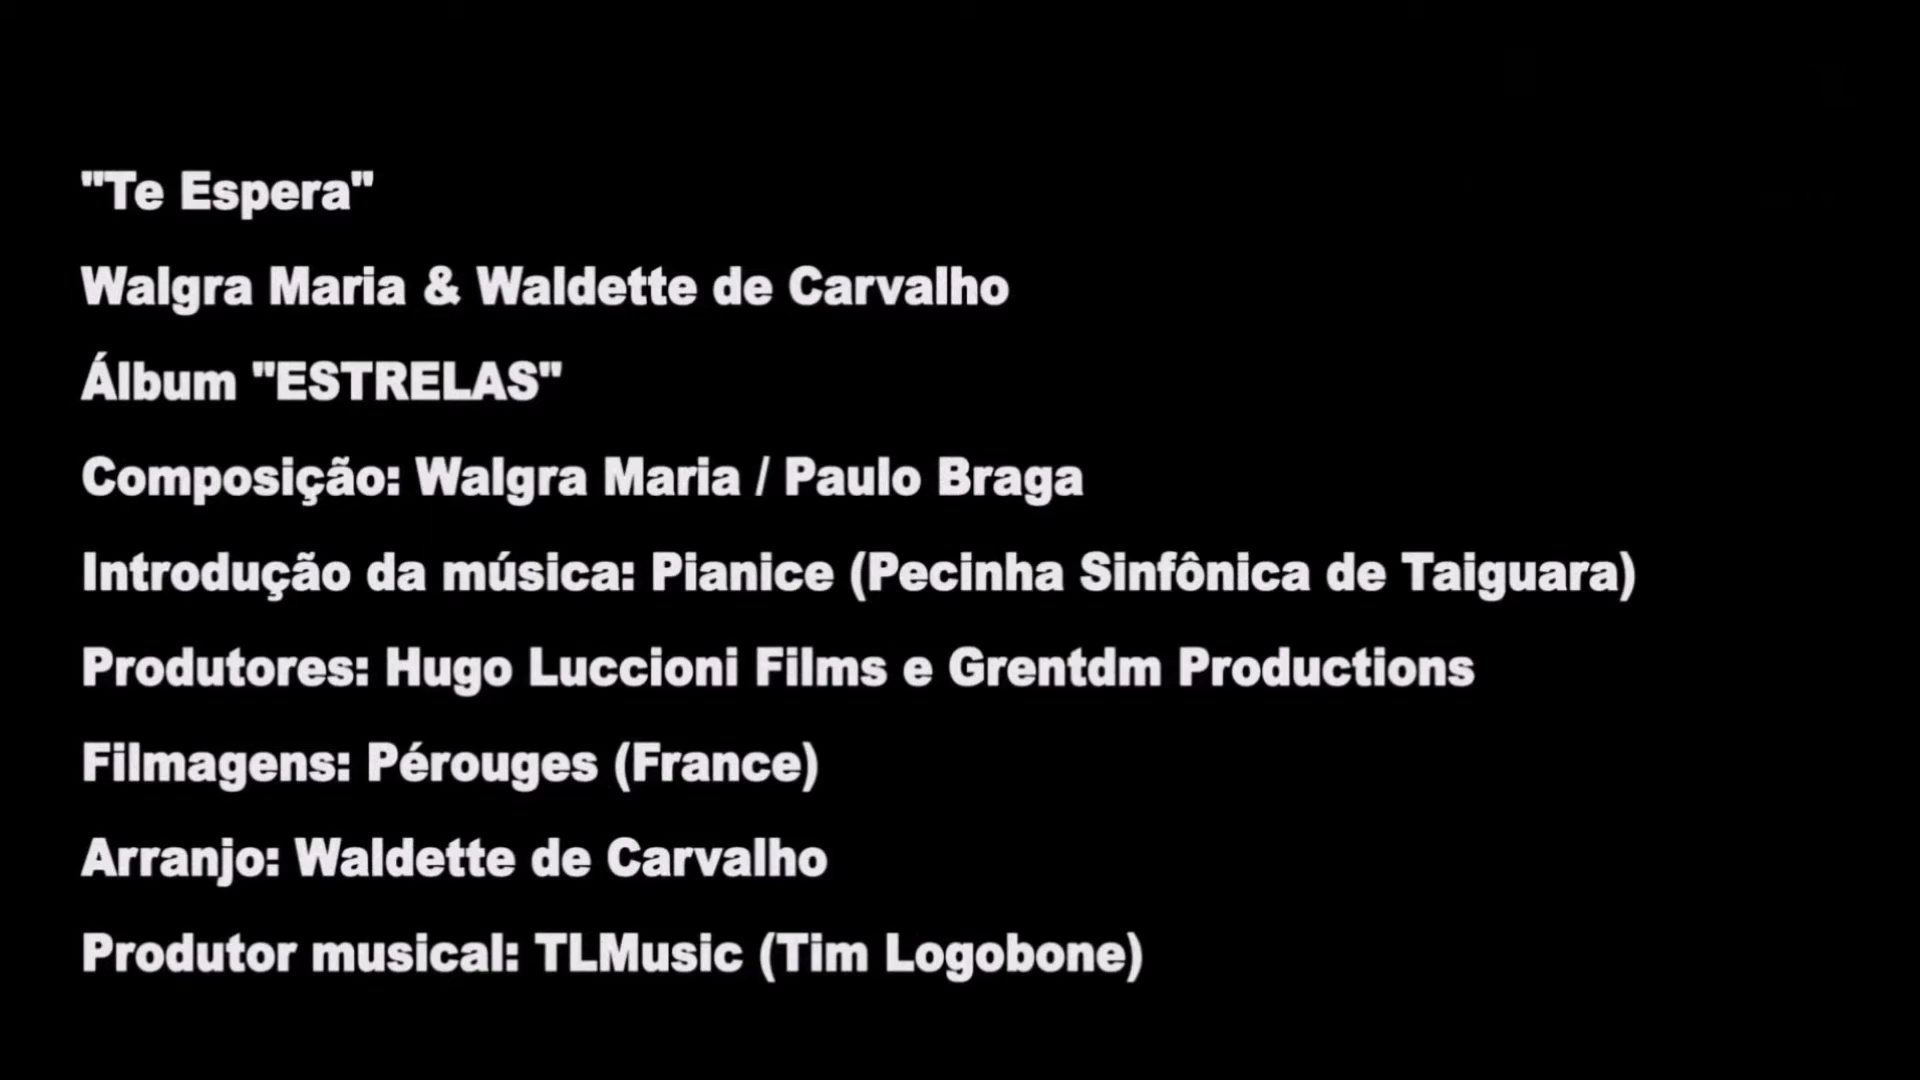 "Te Espera"
Walgra Maria & Waldette de Carvalho
Álbum "ESTRELAS"
Composição: Walgra Maria / Paulo Braga
Introdução da música: Pianice (Pecinha Sinfônica de Taiguara)
Produtores: Hugo Luccioni Films e Grentdm Productions
Filmagens: Pérouges (France)
Arranjo: Waldette de Carvalho
Produtor musical: TLMusic (Tim Logobone)